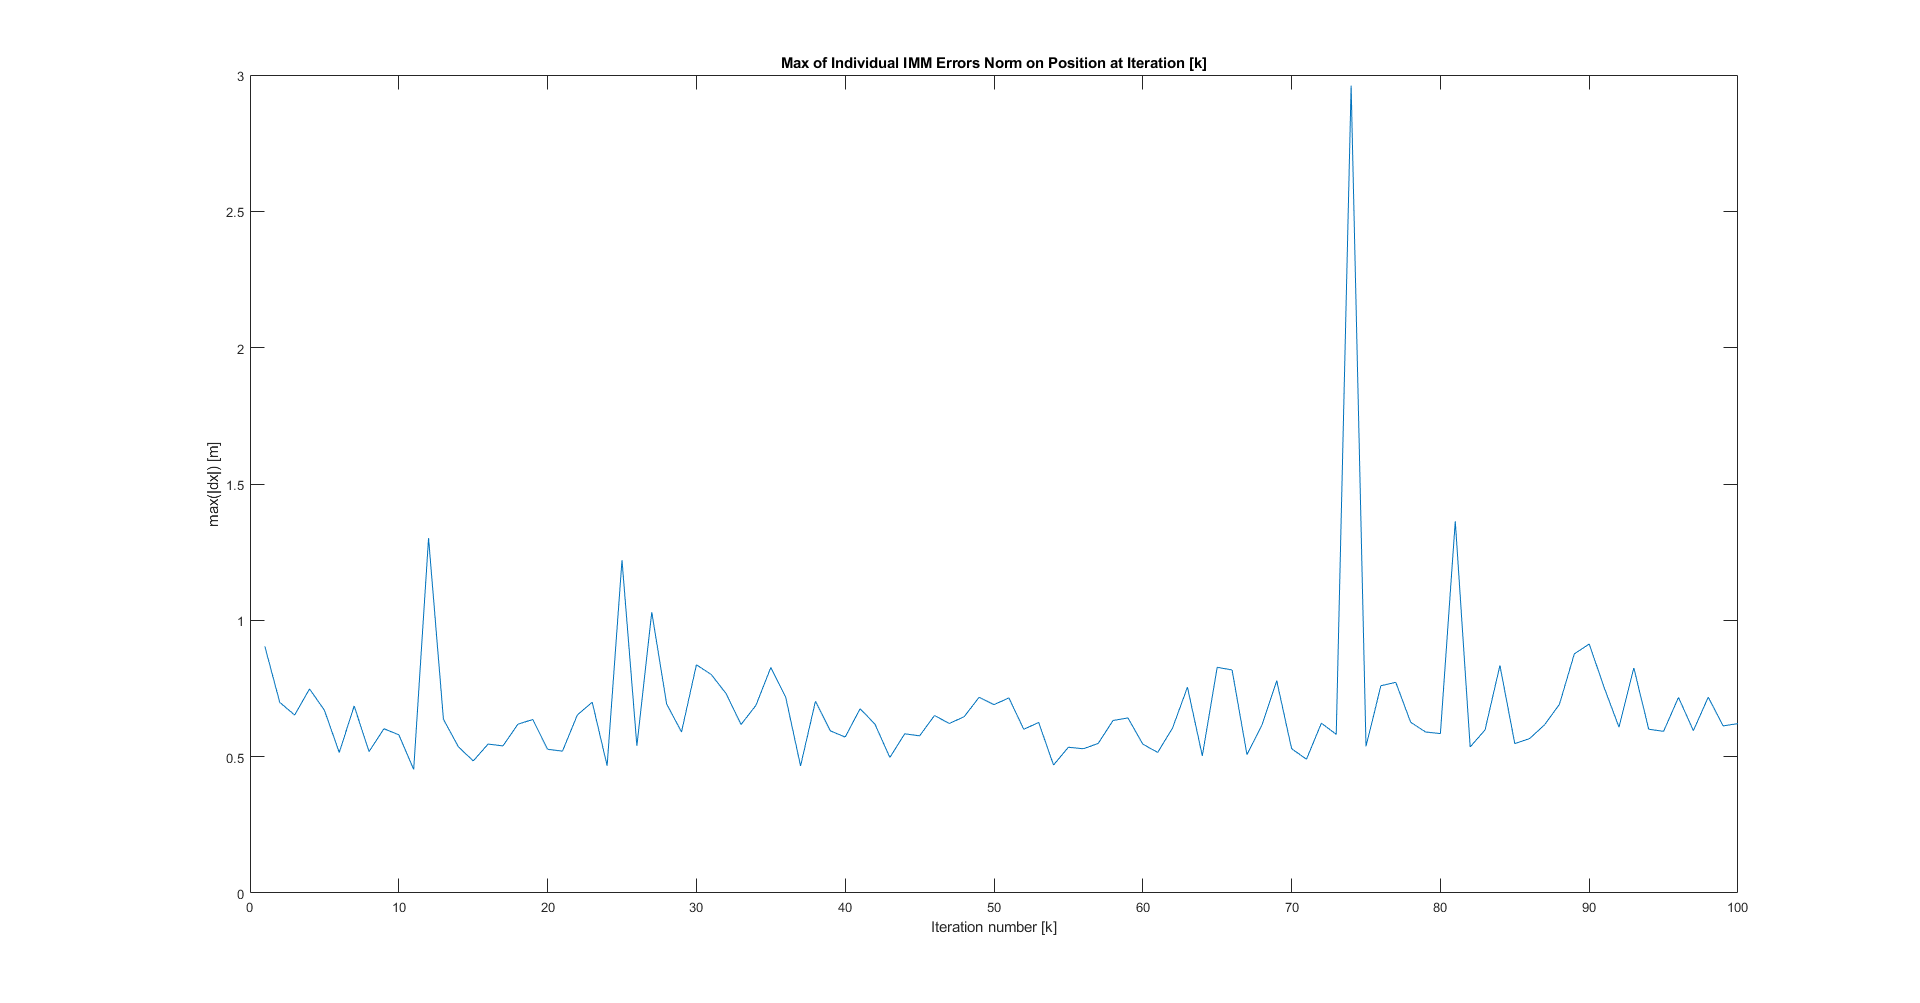 Max of Individual IMM Errors Norm on Position at Iteration [k]
3
2.5
2
1.5
1
0.5
0
max(|dx|) [m]
0 10 20 30 40 50 60 70 80 90 100
Iteration number [k]